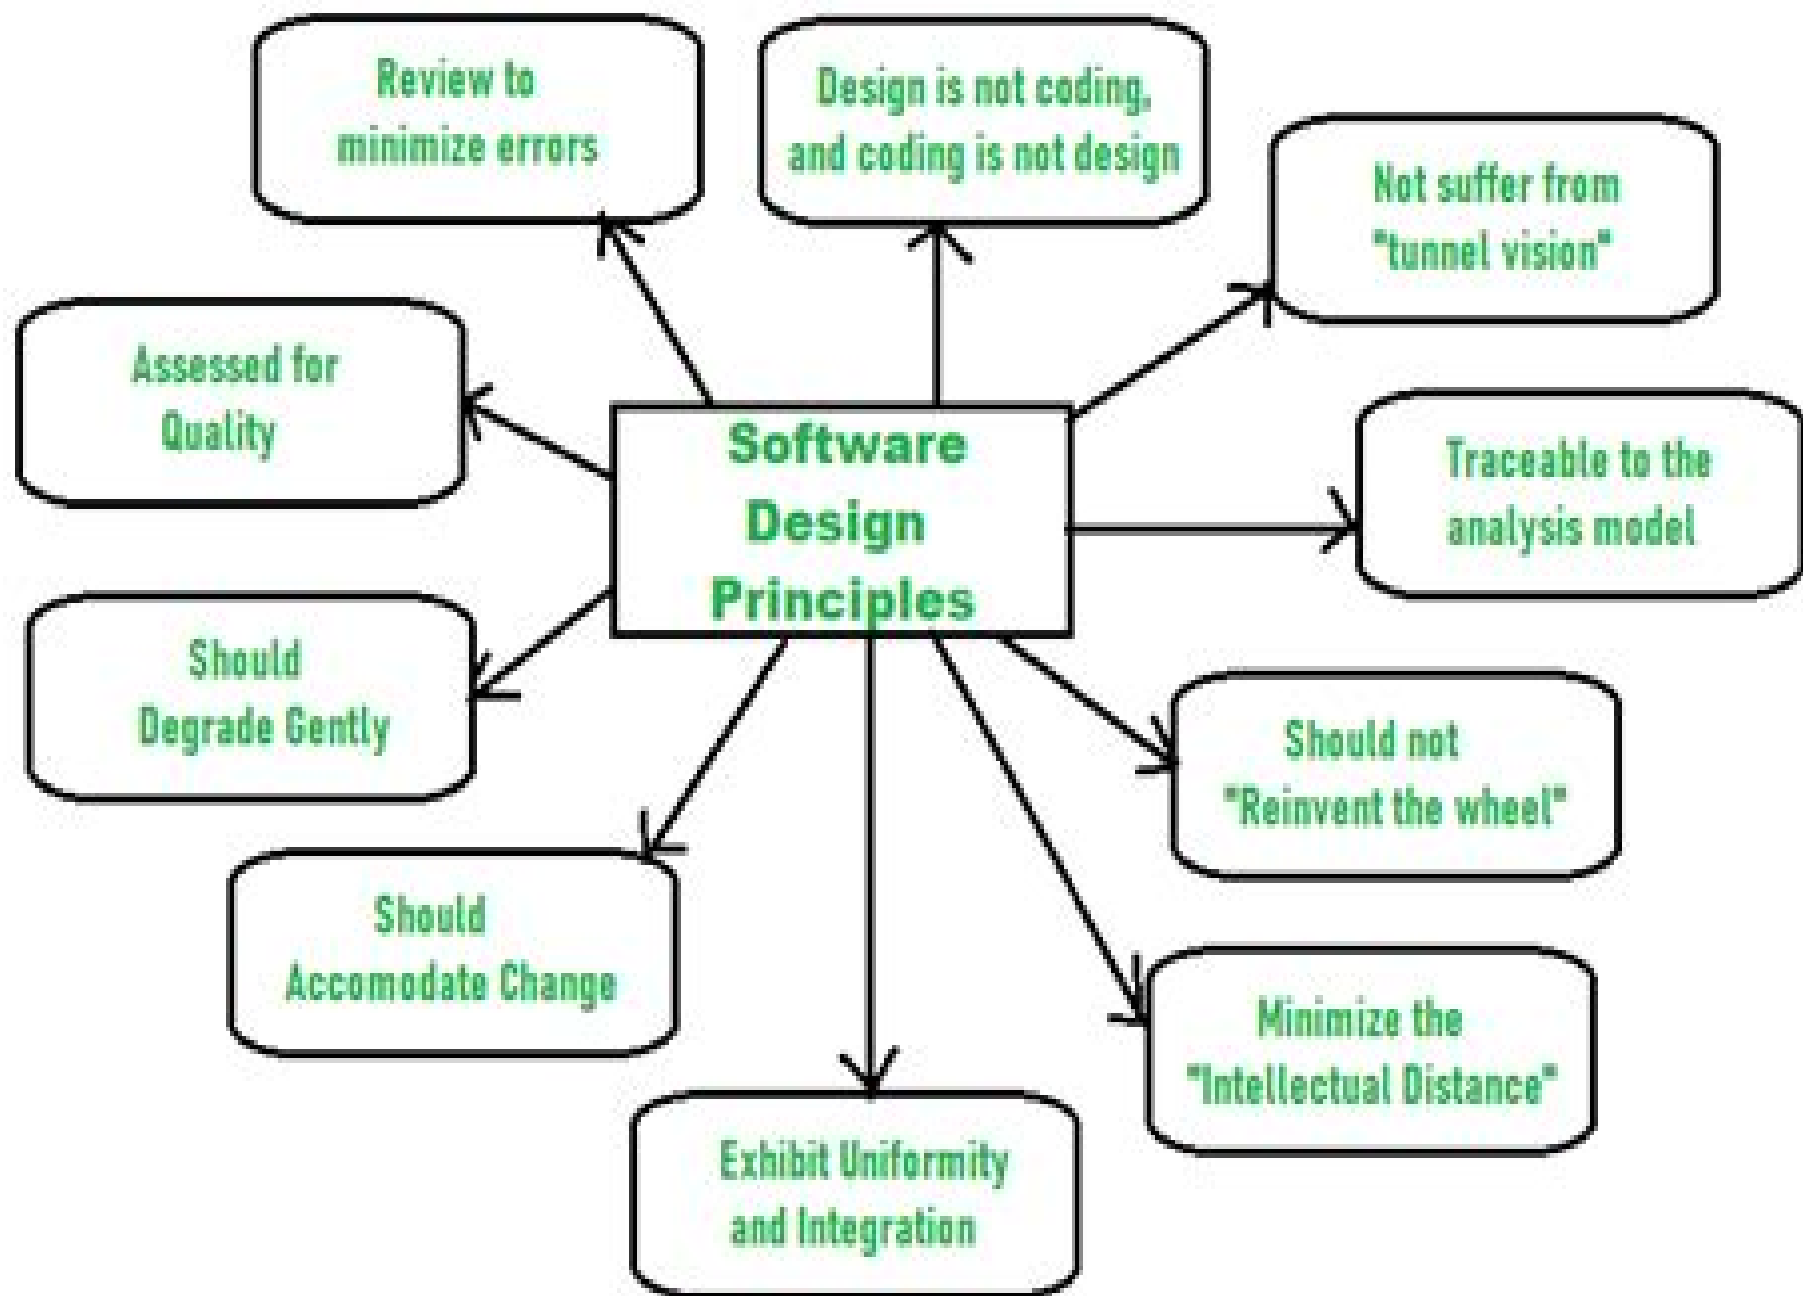 Review to
minimize errors
Design is not coding,
and coding is not design
Not suffer from
"tunnel vision"
Assessed for
Quality
Software
Design
Principles
Traceable to the
analysis model
Should
Degrade Gently
Should not
"Reinvent the wheel"
Should
Accomodate Change
Minimize the
"Intellectual Distance"
Exhibit Uniformity
and Integration